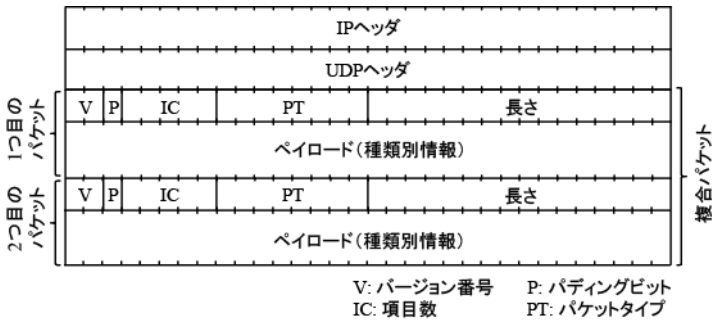 IPヘッダ
UDPヘッダ
1つ目の
パケット
V P IC PT 長さ
ペイロード(種類別情報)
2つ目の
パケット
V P IC PT 長さ
ペイロード(種類別情報)
複合パケット
V: バージョン番号 P: パディングビット
IC: 項目数 PT: パケットタイプ